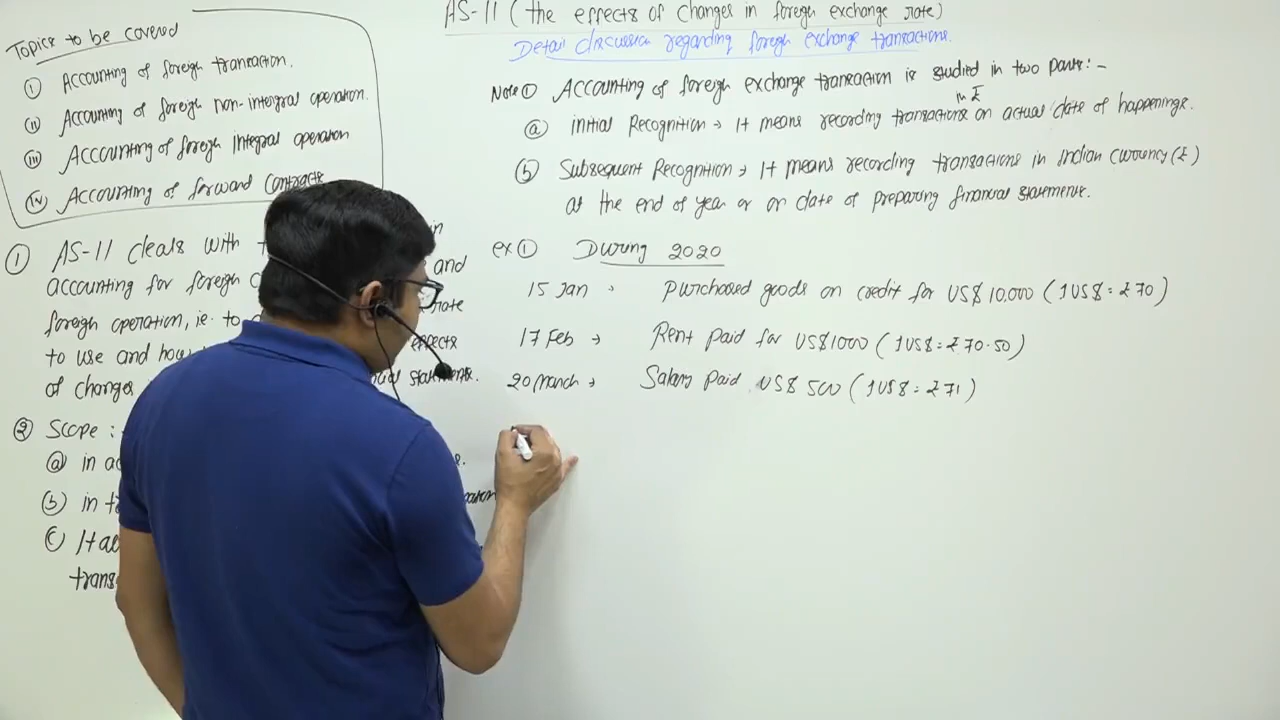 Topics to be covered
① Accounting of foreign transaction.
② Accounting of foreign non-intergral operation.
③ Accounting of foreign Integral operation
④ Accounting of forward Contracts
① AS-11 deals with
accounting for foreign and
foreign operation, i.e. to rate
to use and how effects
of changes statements.
② Scope :-
ⓐ in
ⓑ in
ⓒ
AS-11 (the effects of changes in foreign exchange rate)
Detail discussion regarding foreign exchange transactions.
Note① Accounting of foreign exchange transaction is studied in two parts:-
ⓐ Initial Recognition → It means recording transactions in ₹ on actual date of happenings.
ⓑ Subsequent Recognition → It means recording transactions in Indian currency (₹)
at the end of year or on date of preparing financial statements.
ex① During 2020
15 Jan → purchased goods on credit for US$ 10,000 (1US$ = ₹70)
17 Feb → Rent paid for US$1000 (1US$ = ₹70.50)
20 March → Salary paid US$ 500 (1US$ = ₹71)